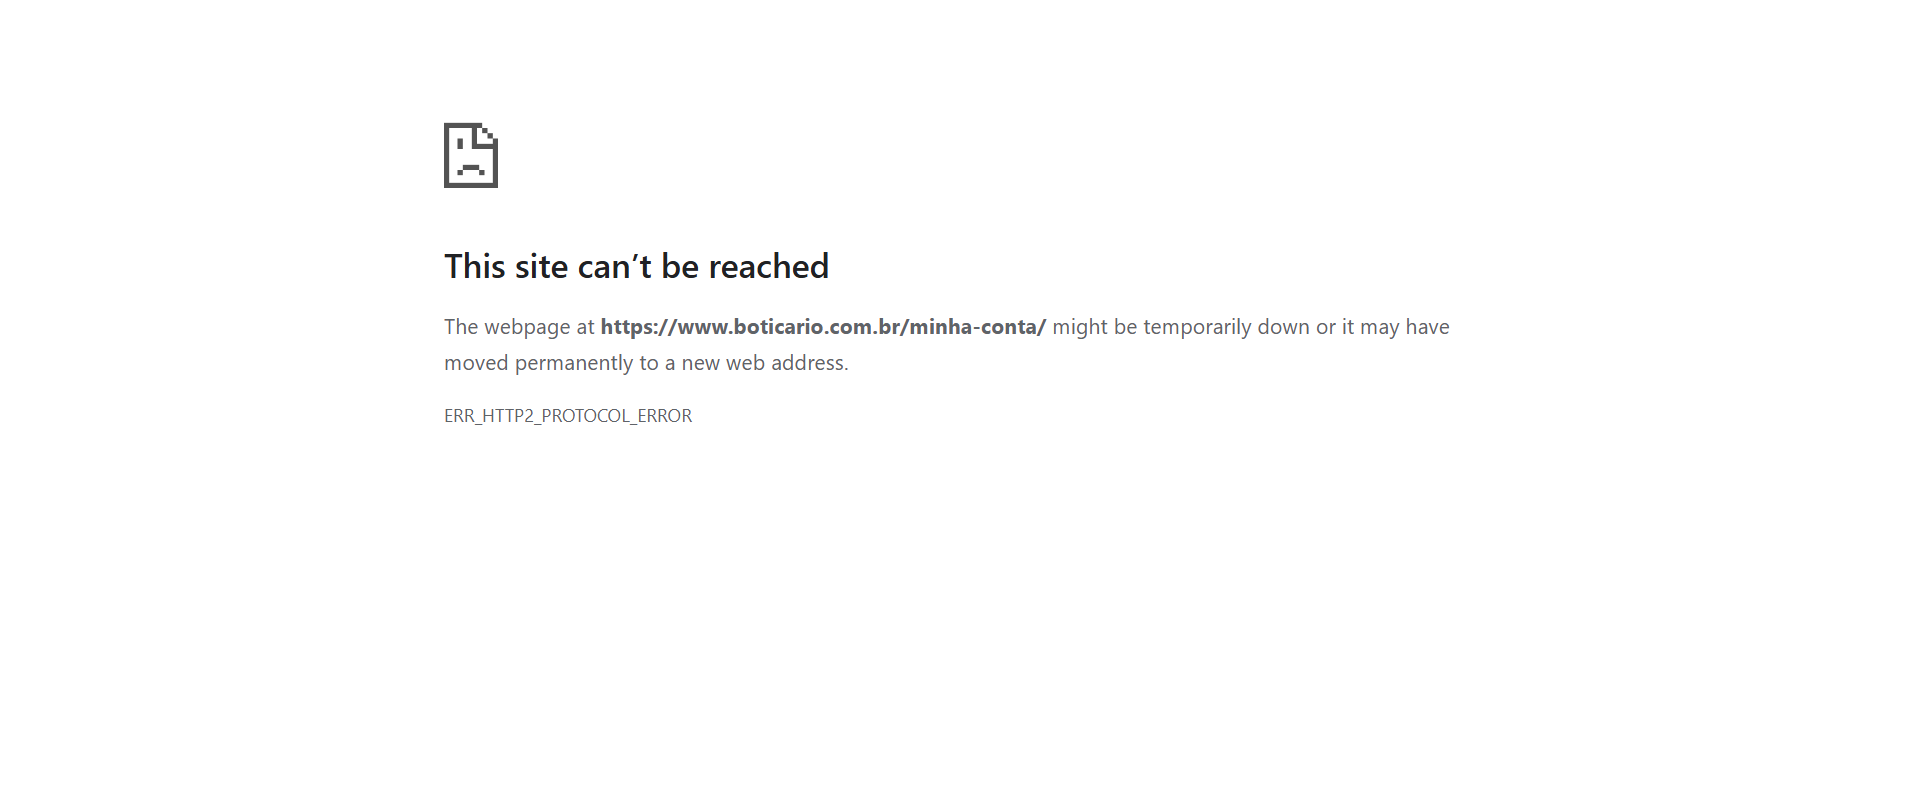 This site can’t be reached
The webpage at https://www.boticario.com.br/minha-conta/ might be temporarily down or it may have
moved permanently to a new web address.
ERR_HTTP2_PROTOCOL_ERROR